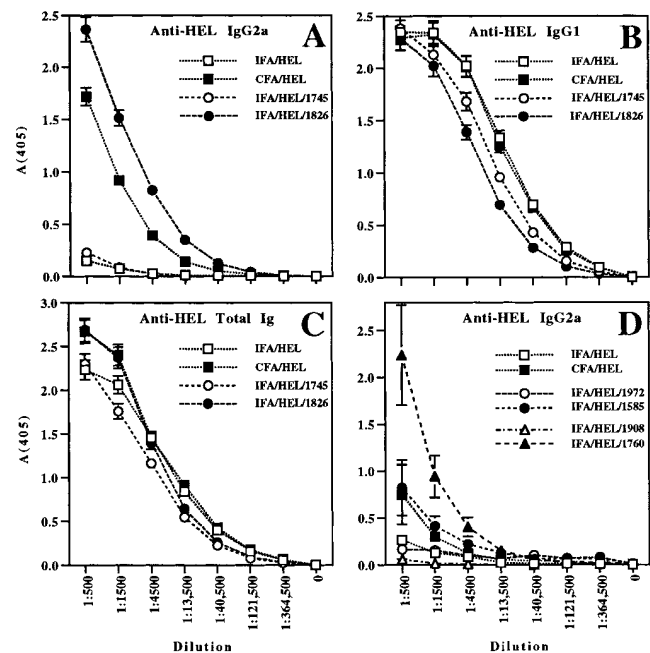 Anti-HEL IgG2a
A
IFA/HEL
CFA/HEL
IFA/HEL/1745
IFA/HEL/1826
A(405)
2.5
2.0
1.5
1.0
0.5
0.0
Anti-HEL IgG1
B
IFA/HEL
CFA/HEL
IFA/HEL/1745
IFA/HEL/1826
2.5
2.0
1.5
1.0
0.5
0.0
Anti-HEL Total Ig
C
IFA/HEL
CFA/HEL
IFA/HEL/1745
IFA/HEL/1826
A(405)
3.0
2.5
2.0
1.5
1.0
0.5
0.0
1:500
1:1500
1:4500
1:13,500
1:40,500
1:121,500
1:364,500
0
Dilution
Anti-HEL IgG2a
D
IFA/HEL
CFA/HEL
IFA/HEL/1972
IFA/HEL/1585
IFA/HEL/1908
IFA/HEL/1760
2.5
2.0
1.5
1.0
0.5
0.0
1:500
1:1500
1:4500
1:13,500
1:40,500
1:121,500
1:364,500
0
Dilution